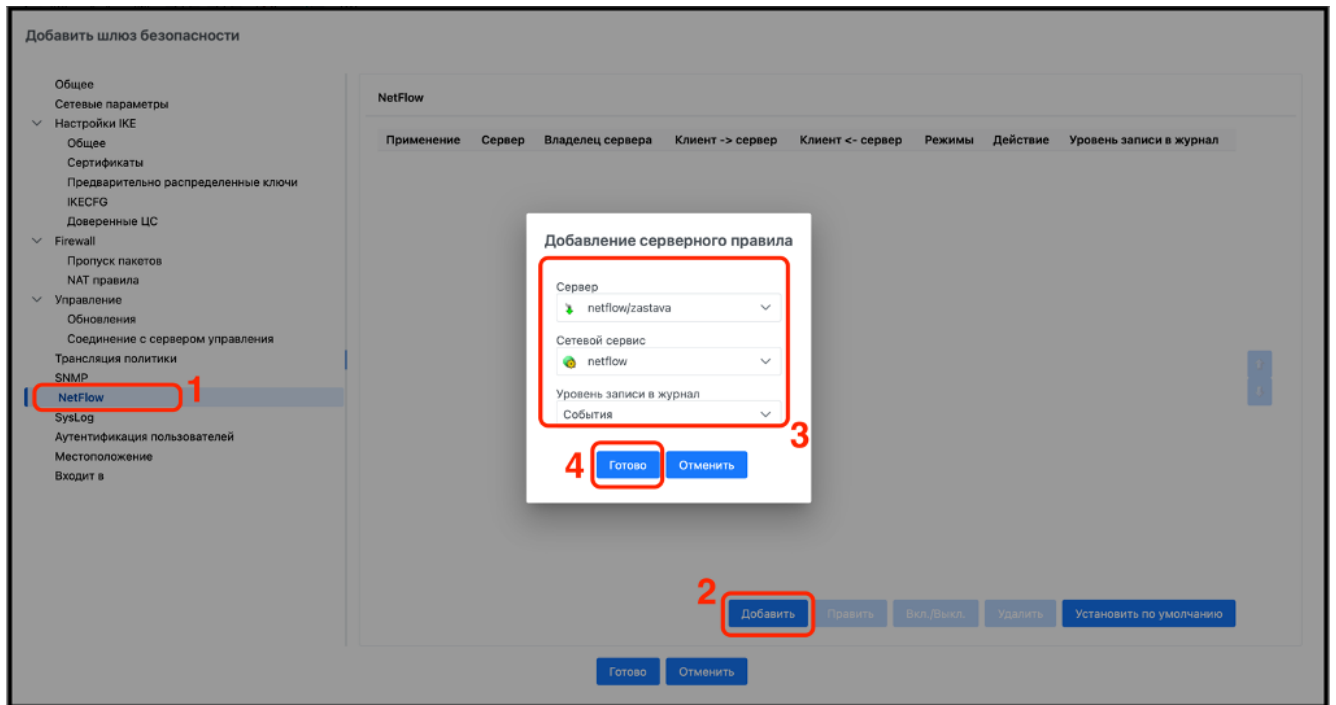 Добавить шлюз безопасности
Общее
Сетевые параметры
Настройки IKE
Общее
Сертификаты
Предварительно распределенные ключи
IKECFG
Доверенные ЦС
Firewall
Пропуск пакетов
NAT правила
Управление
Обновления
Соединение с сервером управления
Трансляция политики
SNMP
NetFlow
1
SysLog
Аутентификация пользователей
Местоположение
Входит в
NetFlow
Применение Сервер Владелец сервера Клиент -> сервер Клиент <- сервер Режимы Действие Уровень записи в журнал
Добавление серверного правила
Сервер
netflow/zastava
Сетевой сервис
netflow
Уровень записи в журнал
События
3
4 Готово Отменить
2
Добавить Править Вкл./Выкл. Удалить Установить по умолчанию
Готово Отменить